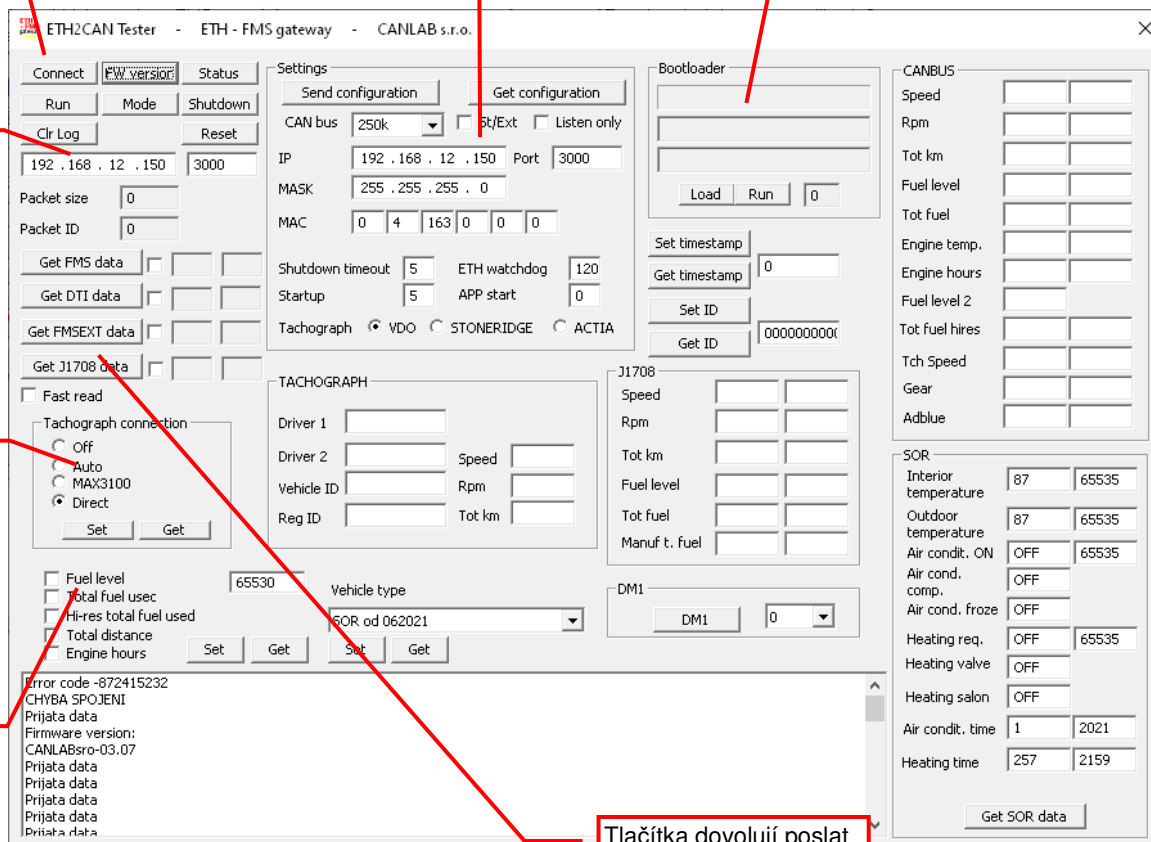 ETH2CAN Tester - ETH - FMS gateway - CANLAB s.r.o.
Connect FW version Status
Run Mode Shutdown
Clr Log Reset
192 . 168 . 12 . 150 3000
Packet size 0
Packet ID 0
Get FMS data
Get DTI data
Get FMSEXT data
Get J1708 data
Fast read
Tachograph connection
Off
Auto
MAX3100
Direct
Set Get
Settings
Send configuration Get configuration
CAN bus 250k St/Ext Listen only
IP 192 . 168 . 12 . 150 Port 3000
MASK 255 . 255 . 255 . 0
MAC 0 4 163 0 0 0
Shutdown timeout 5 ETH watchdog 120
Startup 5 APP start 0
Tachograph VDO STONERIDGE ACTIA
TACHOGRAPH
Driver 1
Driver 2 Speed
Vehicle ID Rpm
Reg ID Tot km
Bootloader
Load Run 0
Set timestamp
Get timestamp 0
Set ID
Get ID 0000000000
J1708
Speed
Rpm
Tot km
Fuel level
Tot fuel
Manuf t. fuel
DM1
DM1 0
CANBUS
Speed
Rpm
Tot km
Fuel level
Tot fuel
Engine temp.
Engine hours
Fuel level 2
Tot fuel hires
Tch Speed
Gear
Adblue
SOR
Interior temperature 87 65535
Outdoor temperature 87 65535
Air condit. ON OFF 65535
Air cond. comp. OFF
Air cond. froze OFF
Heating req. OFF 65535
Heating valve OFF
Heating salon OFF
Air condit. time 1 2021
Heating time 257 2159
Get SOR data
Fuel level 65530
Total fuel usec
Hi-res total fuel used
Total distance
Engine hours Set Get
Vehicle type
SOR od 062021
Set Get
Error code -872415232
CHYBA SPOJENI
Prijata data
Firmware version:
CANLABsro-03.07
Prijata data
Prijata data
Prijata data
Prijata data
Prijata data
Tlačítka dovolují poslat